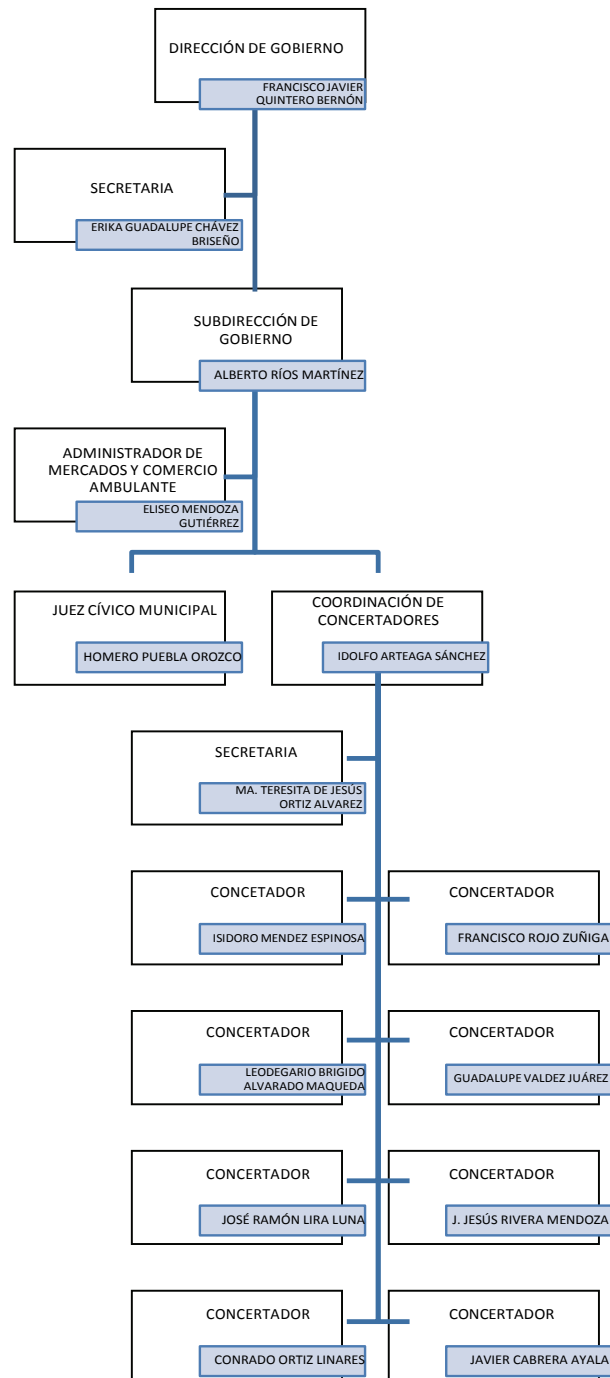 DIRECCIÓN DE GOBIERNO
FRANCISCO JAVIER
QUINTERO BERNÓN
SECRETARIA
ERIKA GUADALUPE CHÁVEZ
BRISEÑO
SUBDIRECCIÓN DE
GOBIERNO
ALBERTO RÍOS MARTÍNEZ
ADMINISTRADOR DE
MERCADOS Y COMERCIO
AMBULANTE
ELISEO MENDOZA
GUTIÉRREZ
JUEZ CÍVICO MUNICIPAL
HOMERO PUEBLA OROZCO
COORDINACIÓN DE
CONCERTADORES
IDOLFO ARTEAGA SÁNCHEZ
SECRETARIA
MA. TERESITA DE JESÚS
ORTIZ ALVAREZ
CONCETADOR
ISIDORO MENDEZ ESPINOSA
CONCERTADOR
FRANCISCO ROJO ZUÑIGA
CONCERTADOR
LEODEGARIO BRIGIDO
ALVARADO MAQUEDA
CONCERTADOR
GUADALUPE VALDEZ JUÁREZ
CONCERTADOR
JOSÉ RAMÓN LIRA LUNA
CONCERTADOR
J. JESÚS RIVERA MENDOZA
CONCERTADOR
CONRADO ORTIZ LINARES
CONCERTADOR
JAVIER CABRERA AYALA